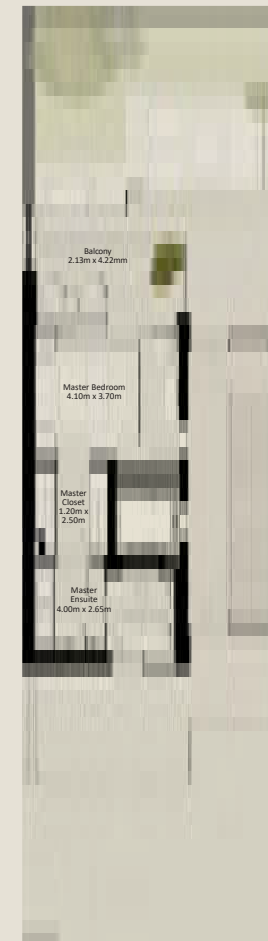 Balcony
2.13m x 4.22mm
Master Bedroom
4.10m x 3.70m
Master
Closet
1.20m x
2.50m
Master
Ensuite
4.00m x 2.65m